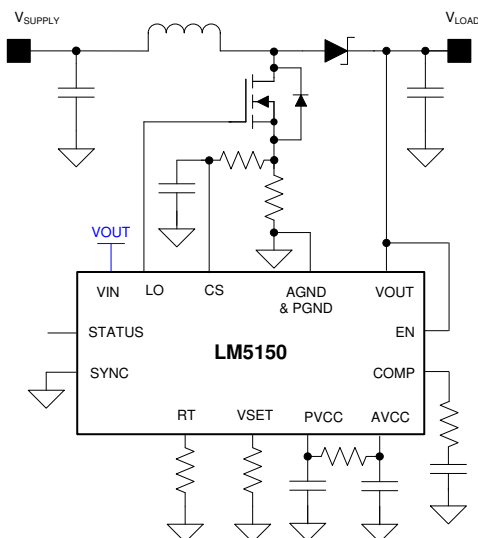 VSUPPLY
VLOAD
VOUT
VIN
LO
CS
AGND
& PGND
VOUT
STATUS
EN
LM5150
SYNC
COMP
RT
VSET
PVCC
AVCC